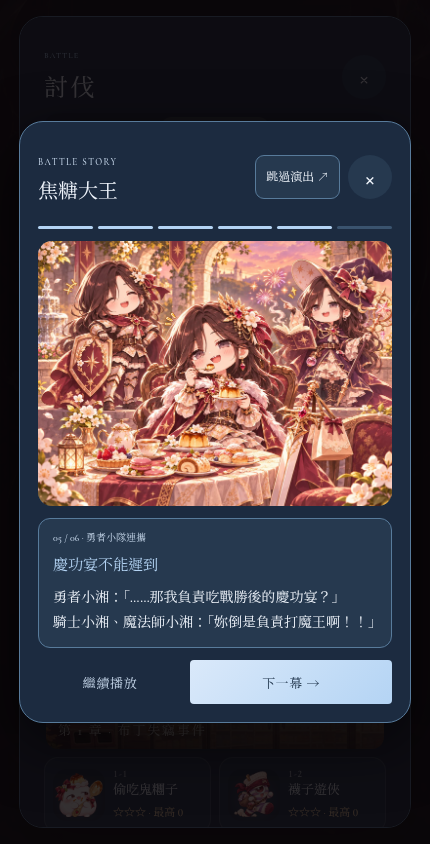 BATTLE
討伐
×
BATTLE STORY
焦糖大王
跳過演出 ↗
×
05 / 06 · 勇者小隊連攜
慶功宴不能遲到
勇者小湘：「……那我負責吃戰勝後的慶功宴？」
騎士小湘、魔法師小湘：「妳倒是負責打魔王啊！！」
繼續播放
下一幕 →
1-1
偷吃鬼糰子
☆☆☆ · 最高 0
1-2
襪子遊俠
☆☆☆ · 最高 0